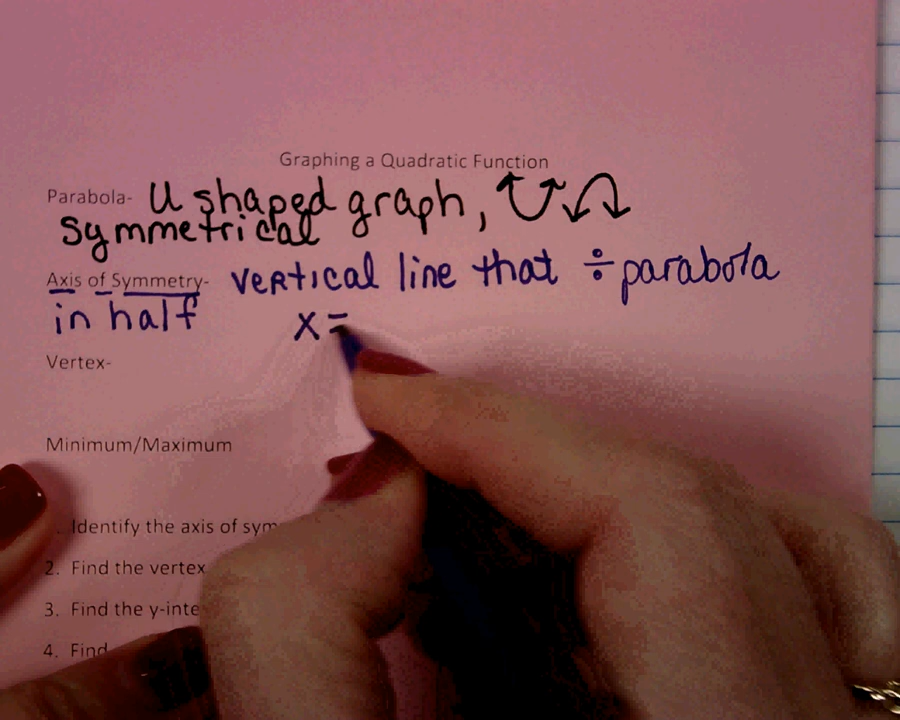 Graphing a Quadratic Function
Parabola- U shaped graph,
symmetrical
Axis of Symmetry- vertical line that ÷ parabola
in half x=
Vertex-
Minimum/Maximum
Identify the axis of sym
2. Find the vertex
3. Find the y-inte
4. Find